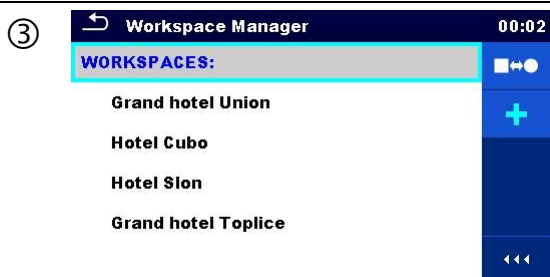 ③
Workspace Manager 00:02
WORKSPACES:
Grand hotel Union
Hotel Cubo
Hotel Slon
Grand hotel Toplice